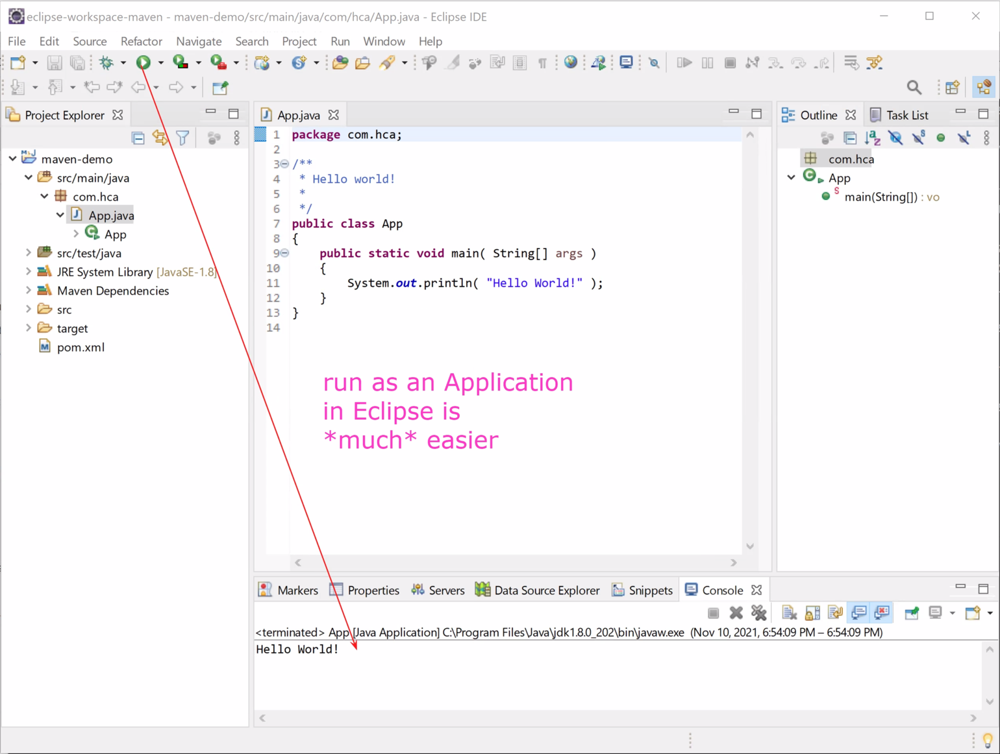 eclipse-workspace-maven - maven-demo/src/main/java/com/hca/App.java - Eclipse IDE
File Edit Source Refactor Navigate Search Project Run Window Help
Project Explorer
maven-demo
src/main/java
com.hca
App.java
App
src/test/java
JRE System Library [JavaSE-1.8]
Maven Dependencies
src
target
pom.xml
App.java
1 package com.hca;
2
3 /**
4  * Hello world!
5  *
6  */
7 public class App
8 {
9     public static void main( String[] args )
10     {
11         System.out.println( "Hello World!" );
12     }
13 }
14
run as an Application
in Eclipse is
*much* easier
Outline Task List
com.hca
App
main(String[]) : vo
Markers Properties Servers Data Source Explorer Snippets Console
<terminated> App [Java Application] C:\Program Files\Java\jdk1.8.0_202\bin\javaw.exe (Nov 10, 2021, 6:54:09 PM – 6:54:09 PM)
Hello World!